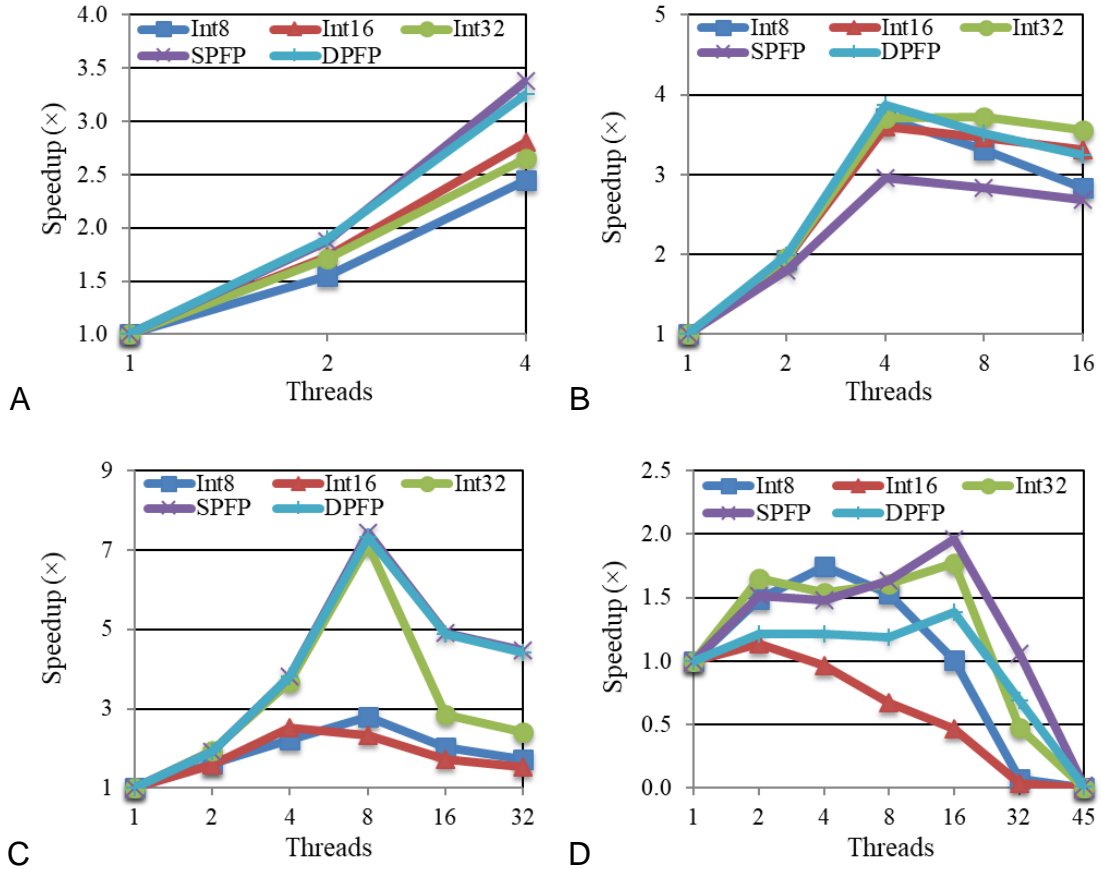 4.0
3.5
3.0
2.5
2.0
1.5
1.0
Speedup (×)
Int8 Int16 Int32
SPFP DPFP
1 2 4
Threads
A
5
4
3
2
1
Speedup (×)
Int8 Int16 Int32
SPFP DPFP
1 2 4 8 16
Threads
B
9
7
5
3
1
Speedup (×)
Int8 Int16 Int32
SPFP DPFP
1 2 4 8 16 32
Threads
C
2.5
2.0
1.5
1.0
0.5
0.0
Speedup (×)
Int8 Int16 Int32
SPFP DPFP
1 2 4 8 16 32 45
Threads
D